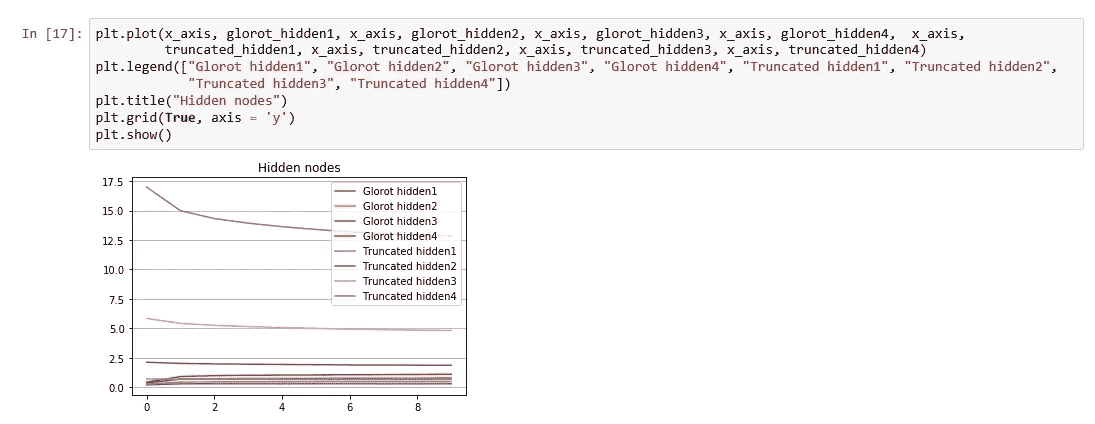 In [17]: plt.plot(x_axis, glorot_hidden1, x_axis, glorot_hidden2, x_axis, glorot_hidden3, x_axis, glorot_hidden4,  x_axis,
truncated_hidden1, x_axis, truncated_hidden2, x_axis, truncated_hidden3, x_axis, truncated_hidden4)
plt.legend(["Glorot hidden1", "Glorot hidden2", "Glorot hidden3", "Glorot hidden4", "Truncated hidden1", "Truncated hidden2",
"Truncated hidden3", "Truncated hidden4"])
plt.title("Hidden nodes")
plt.grid(True, axis = 'y')
plt.show()
Hidden nodes
17.5
15.0
12.5
10.0
7.5
5.0
2.5
0.0
0 2 4 6 8
Glorot hidden1
Glorot hidden2
Glorot hidden3
Glorot hidden4
Truncated hidden1
Truncated hidden2
Truncated hidden3
Truncated hidden4